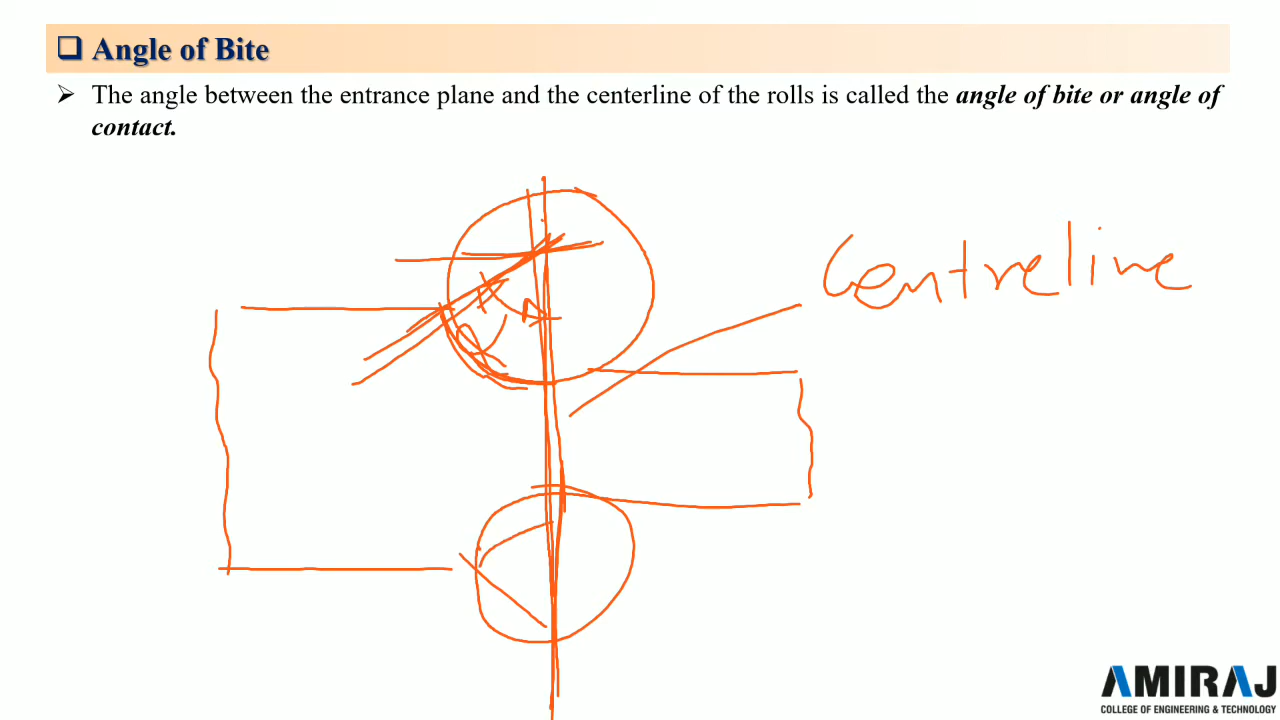 Angle of Bite
The angle between the entrance plane and the centerline of the rolls is called the angle of bite or angle of
contact.
Centreline
AMIRAJ
COLLEGE OF ENGINEERING & TECHNOLOGY